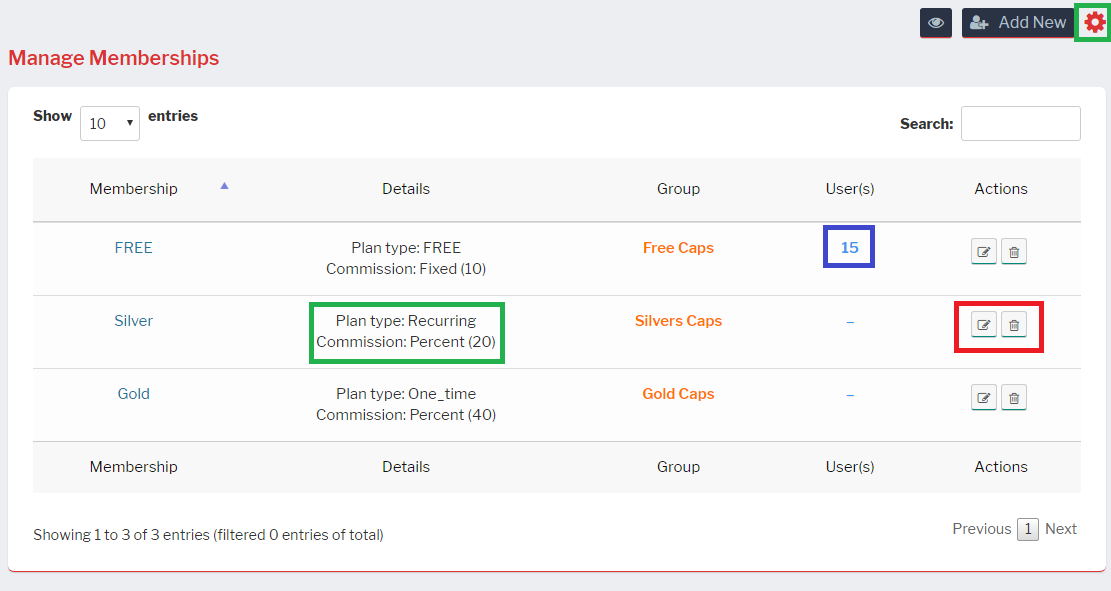 Add New
Manage Memberships
Show 10 entries
Search:
Membership Details Group User(s) Actions
FREE Plan type: FREE Free Caps 15
Commission: Fixed (10)
Silver Plan type: Recurring Silvers Caps –
Commission: Percent (20)
Gold Plan type: One_time Gold Caps –
Commission: Percent (40)
Membership Details Group User(s) Actions
Showing 1 to 3 of 3 entries (filtered 0 entries of total)
Previous 1 Next